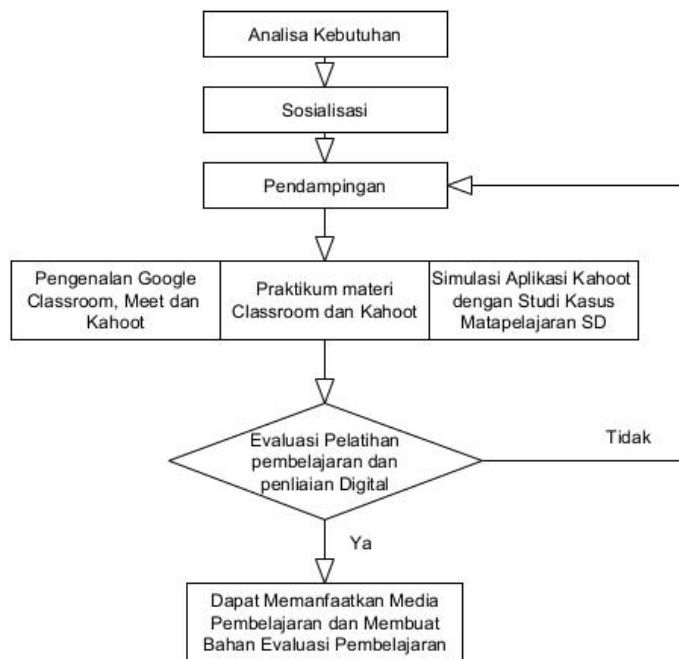 Analisa Kebutuhan
Sosialisasi
Pendampingan
Pengenalan Google
Classroom, Meet dan
Kahoot
Praktikum materi
Classroom dan Kahoot
Simulasi Aplikasi Kahoot
dengan Studi Kasus
Matapelajaran SD
Evaluasi Pelatihan
pembelajaran dan
penliaian Digital
Tidak
Ya
Dapat Memanfaatkan Media
Pembelajaran dan Membuat
Bahan Evaluasi Pembelajaran